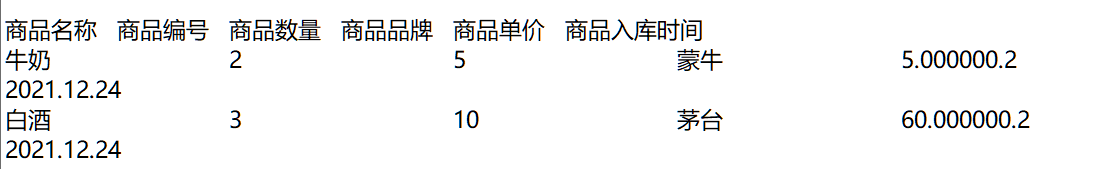 商品名称 商品编号 商品数量 商品品牌 商品单价 商品入库时间
牛奶 2 5 蒙牛 5.000000.2
2021.12.24
白酒 3 10 茅台 60.000000.2
2021.12.24